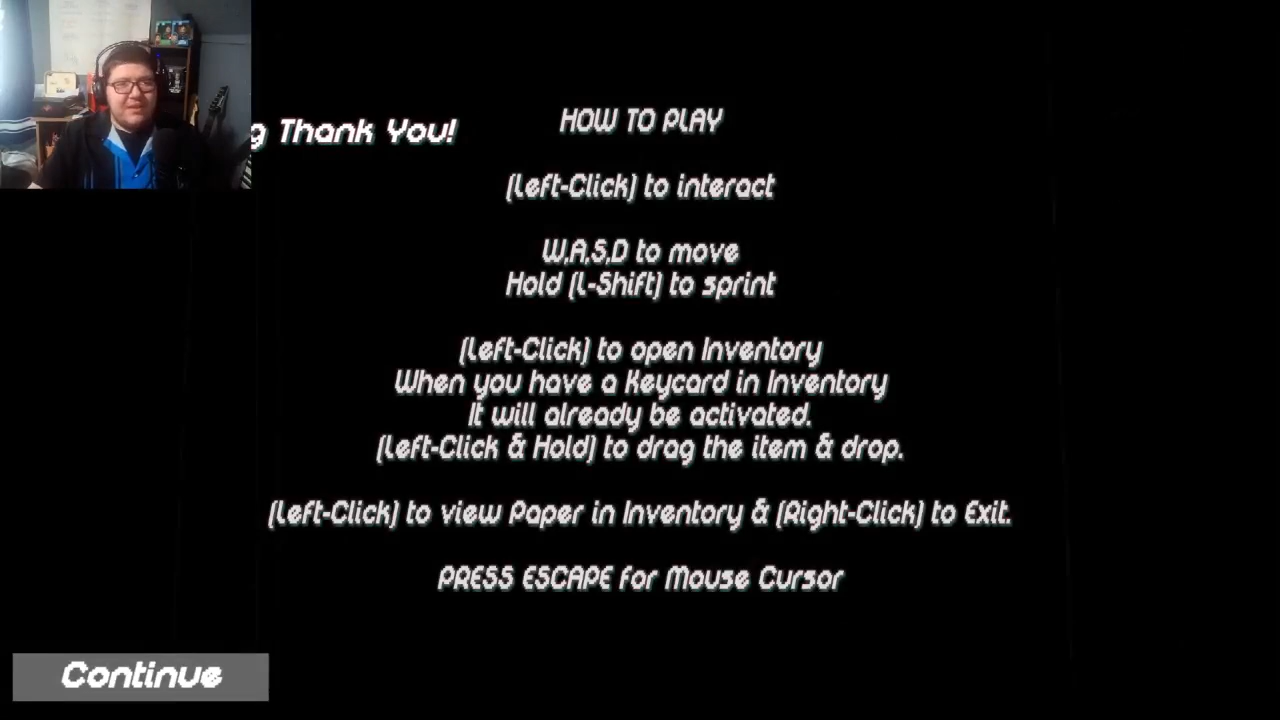 HOW TO PLAY
g Thank You!
(Left-Click) to interact
W,A,S,D to move
Hold (L-Shift) to sprint
(Left-Click) to open Inventory
When you have a Keycard in Inventory
It will already be activated.
(Left-Click & Hold) to drag the item & drop.
(Left-Click) to view Paper in Inventory & (Right-Click) to Exit.
PRESS ESCAPE for Mouse Cursor
Continue